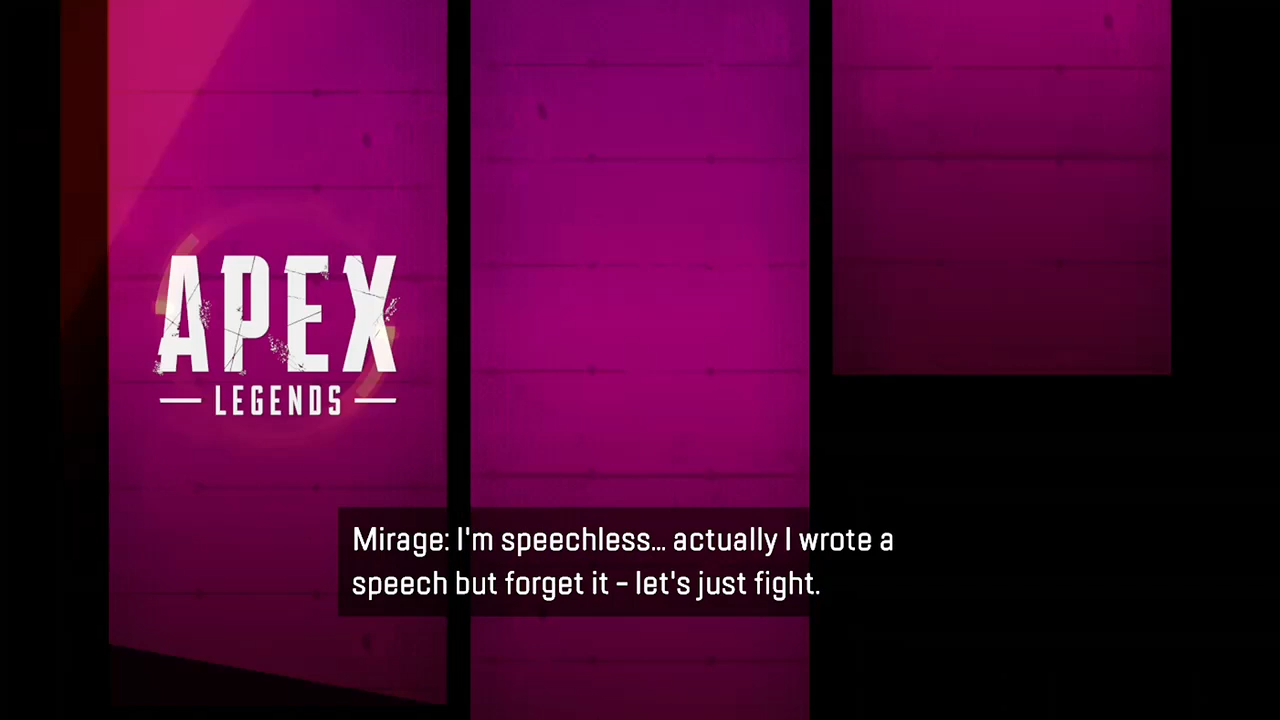 APEX
LEGENDS
Mirage: I'm speechless... actually I wrote a
speech but forget it - let's just fight.